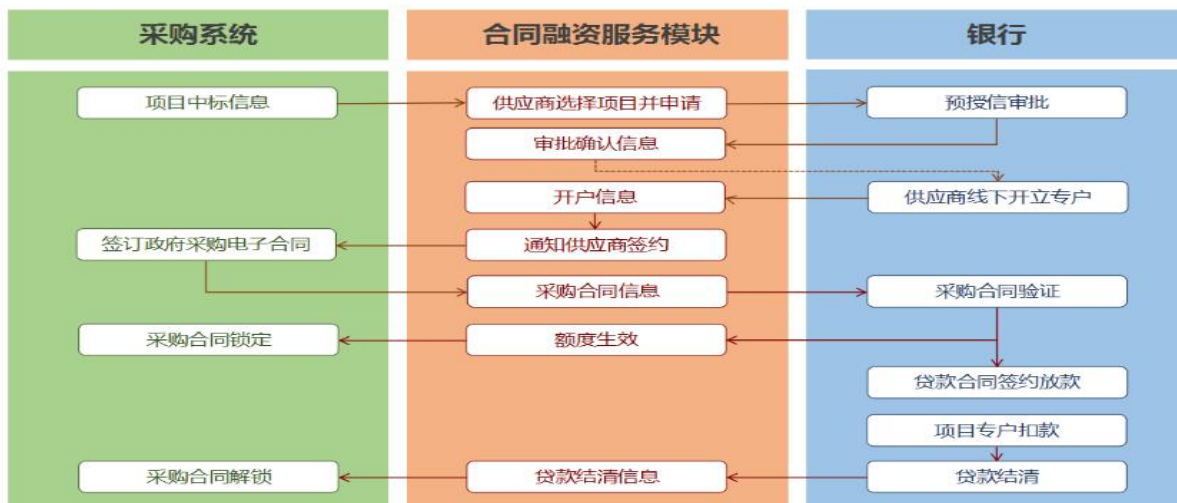 采购系统
合同融资服务模块
银行
项目中标信息
供应商选择项目并申请
预授信审批
审批确认信息
开户信息
供应商线下开立专户
签订政府采购电子合同
通知供应商签约
采购合同信息
采购合同验证
采购合同锁定
额度生效
贷款合同签约放款
项目专户扣款
采购合同解锁
贷款结清信息
贷款结清